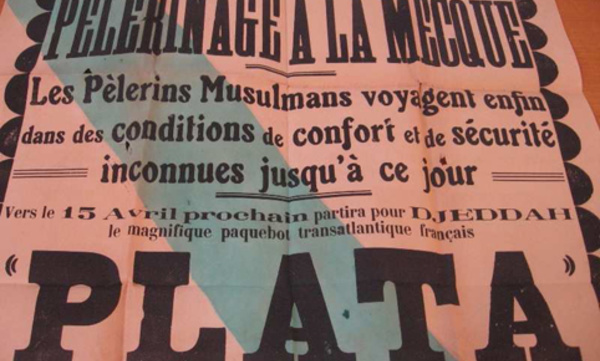 PÈLERINAGE A LA MECQUE
Les Pèlerins Musulmans voyagent enfin
dans des conditions de confort et de sécurité
inconnues jusqu'à ce jour
Vers le 15 Avril prochain partira pour DJEDDAH
le magnifique paquebot transatlantique français
“ PLATA ”